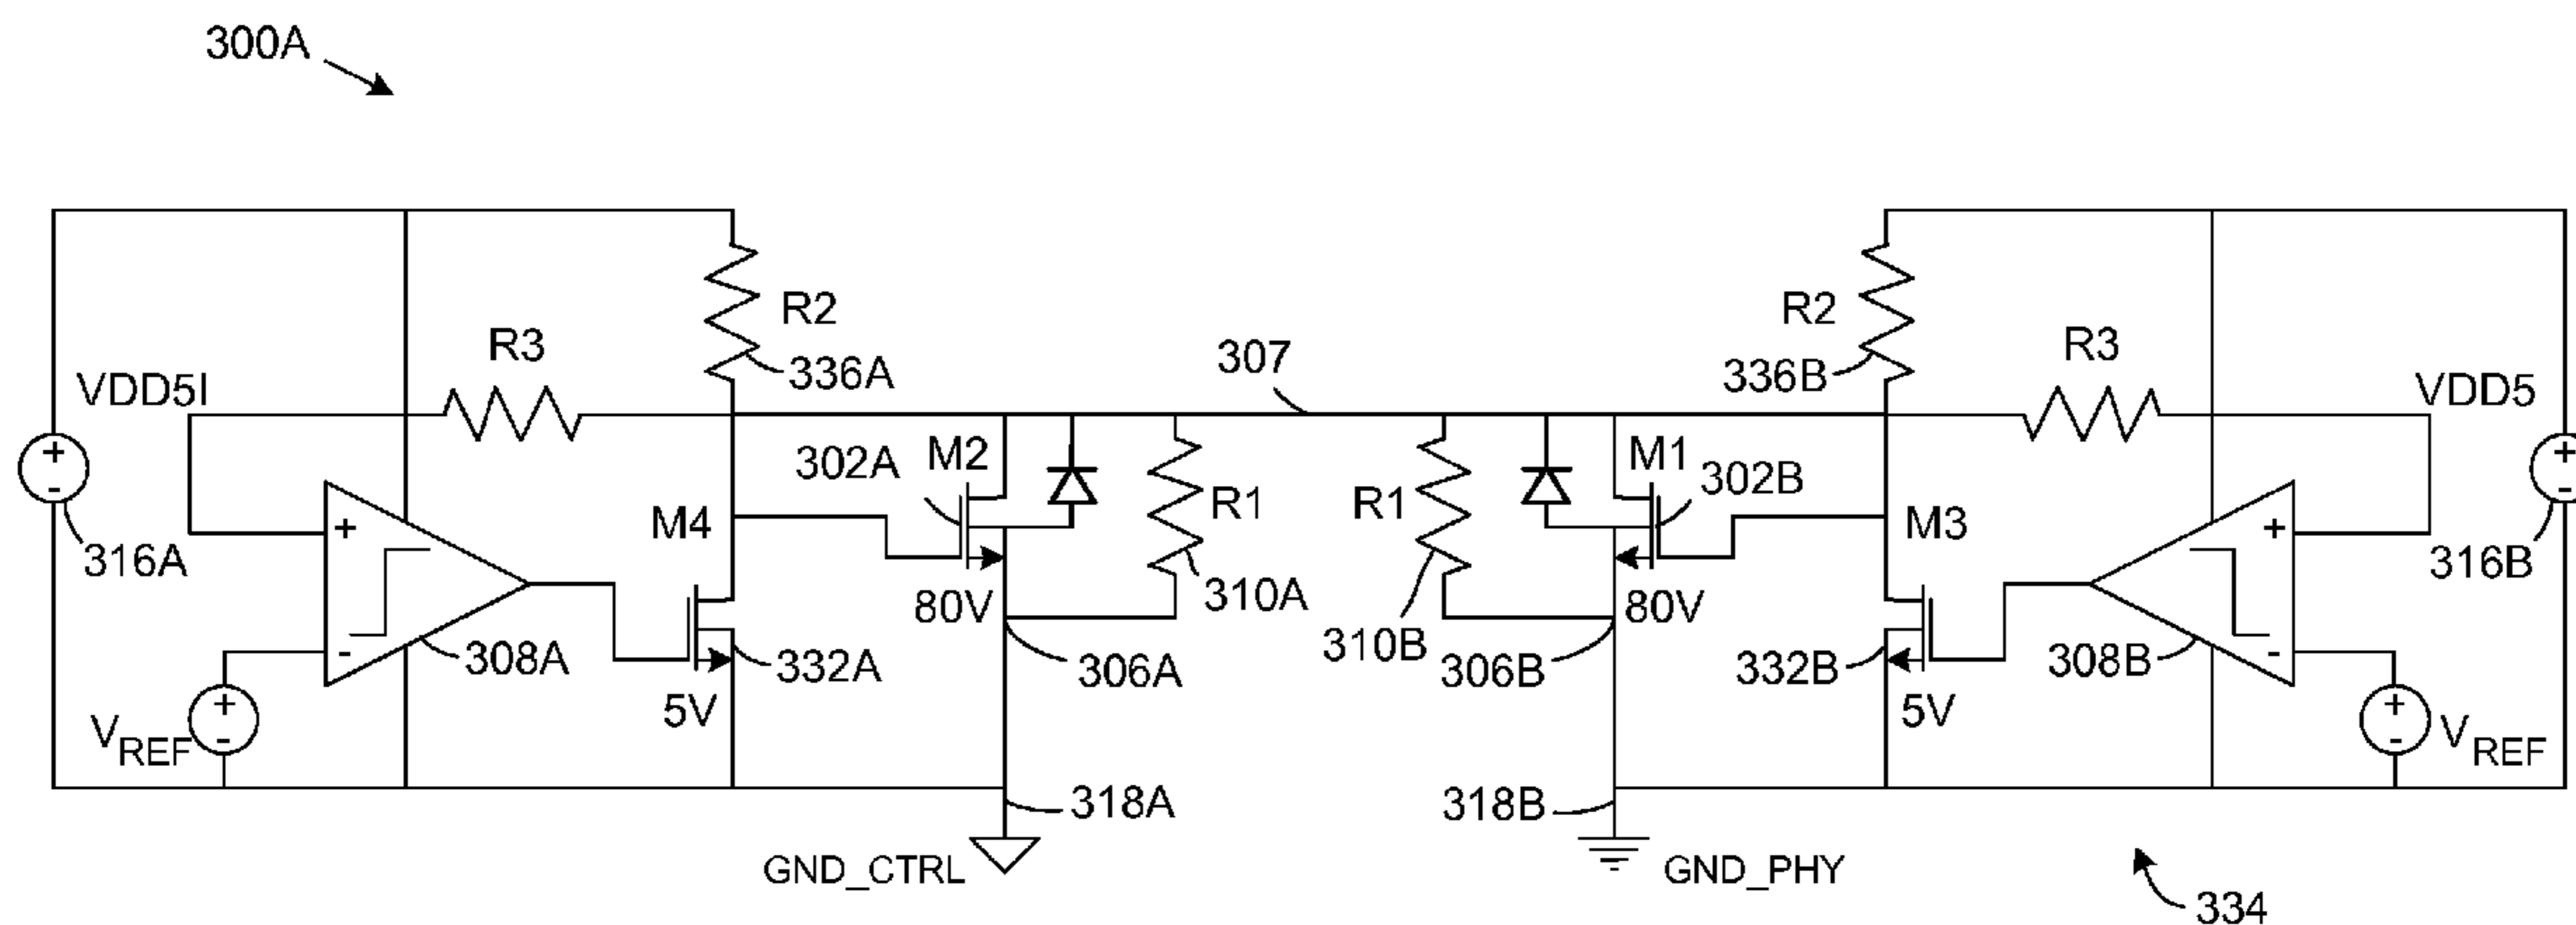 300A
R2
R2
R3
307
R3
336A
336B
VDD5I
VDD5
M2
M1
302A
302B
R1
R1
M4
M3
+
-
+
-
316A
+
+
316B
80V
310A
310B
80V
-
308A
332A
306A
306B
332B
308B
-
5V
5V
+
-
VREF
+
-
VREF
318A
318B
GND_CTRL
GND_PHY
334